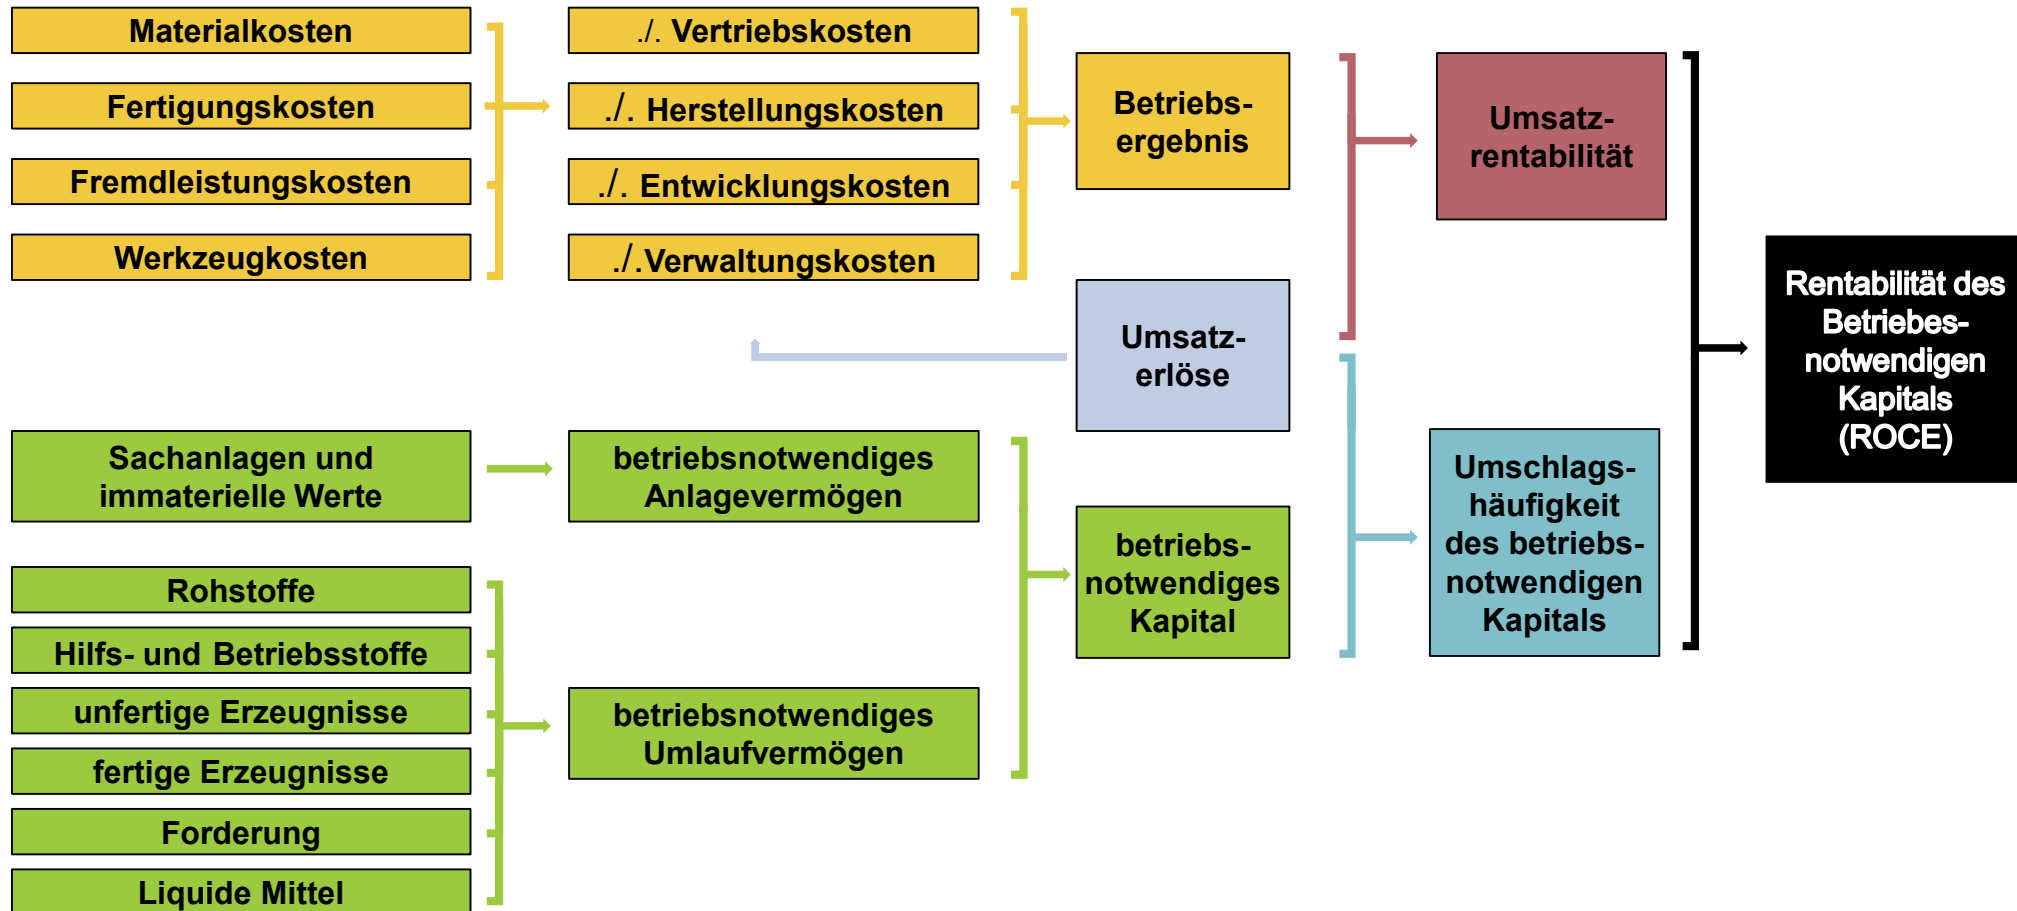 Materialkosten
Fertigungskosten
Fremdleistungskosten
Werkzeugkosten
./. Vertriebskosten
./. Herstellungskosten
./. Entwicklungskosten
./.Verwaltungskosten
Betriebs-
ergebnis
Umsatz-
erlöse
Umsatz-
rentabilität
Rentabilität des
Betriebes-
notwendigen
Kapitals
(ROCE)
Sachanlagen und
immaterielle Werte
betriebsnotwendiges
Anlagevermögen
Rohstoffe
Hilfs- und Betriebsstoffe
unfertige Erzeugnisse
fertige Erzeugnisse
Forderung
Liquide Mittel
betriebsnotwendiges
Umlaufvermögen
betriebs-
notwendiges
Kapital
Umschlags-
häufigkeit
des betriebs-
notwendigen
Kapitals